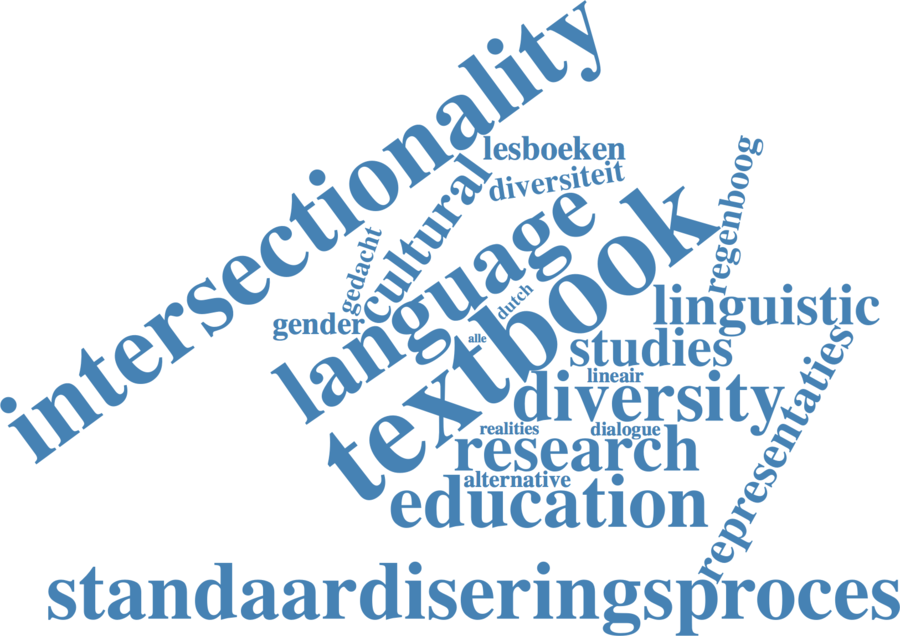 intersectionality
lesboeken
diversiteit
cultural
regenboog
gedacht
language
textbook
dutch
gender
linguistic
alle
studies
lineair
diversity
representaties
realities
dialogue
research
alternative
education
standaardiseringsproces